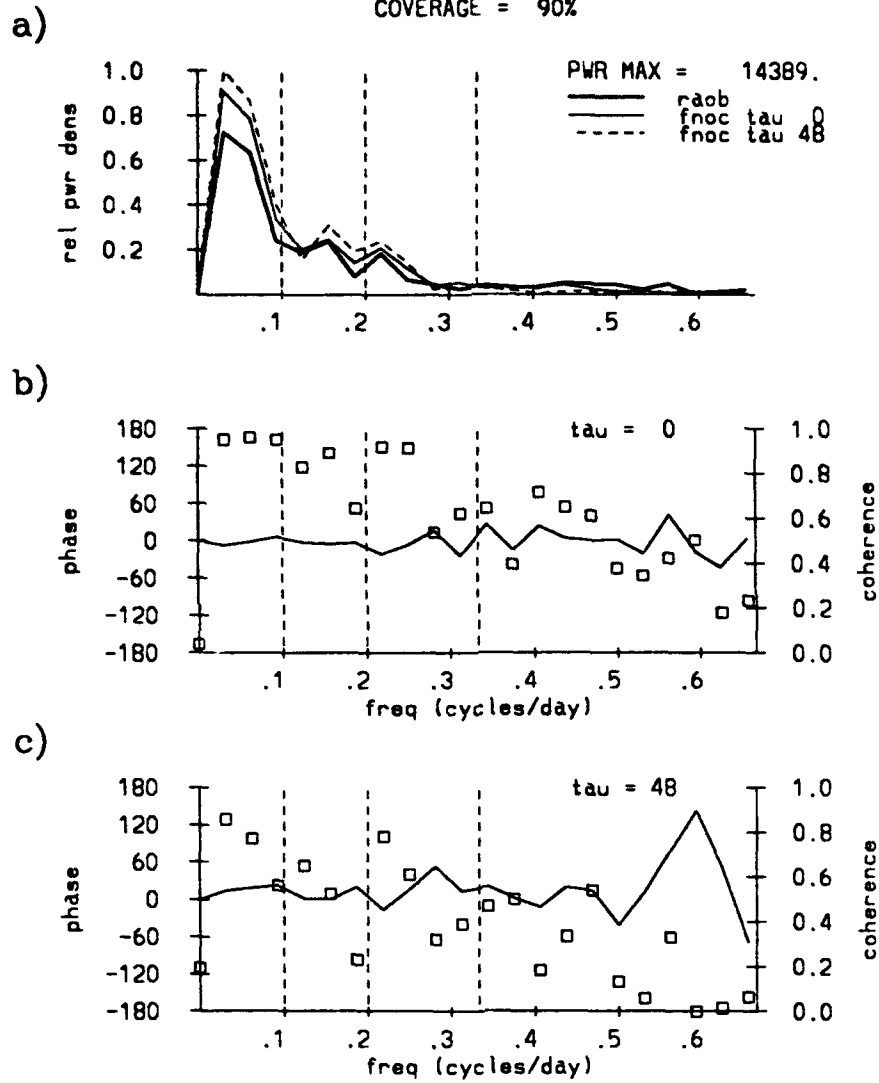 COVERAGE = 90%
a)
PWR MAX = 14389.
raob
fnoc tau 0
fnoc tau 48
rel pwr dens
1.0
0.8
0.6
0.4
0.2
.1 .2 .3 .4 .5 .6
b)
tau = 0
phase
180
120
60
0
-60
-120
-180
coherence
1.0
0.8
0.6
0.4
0.2
0.0
.1 .2 .3 .4 .5 .6
freq (cycles/day)
c)
tau = 48
phase
180
120
60
0
-60
-120
-180
coherence
1.0
0.8
0.6
0.4
0.2
0.0
.1 .2 .3 .4 .5 .6
freq (cycles/day)